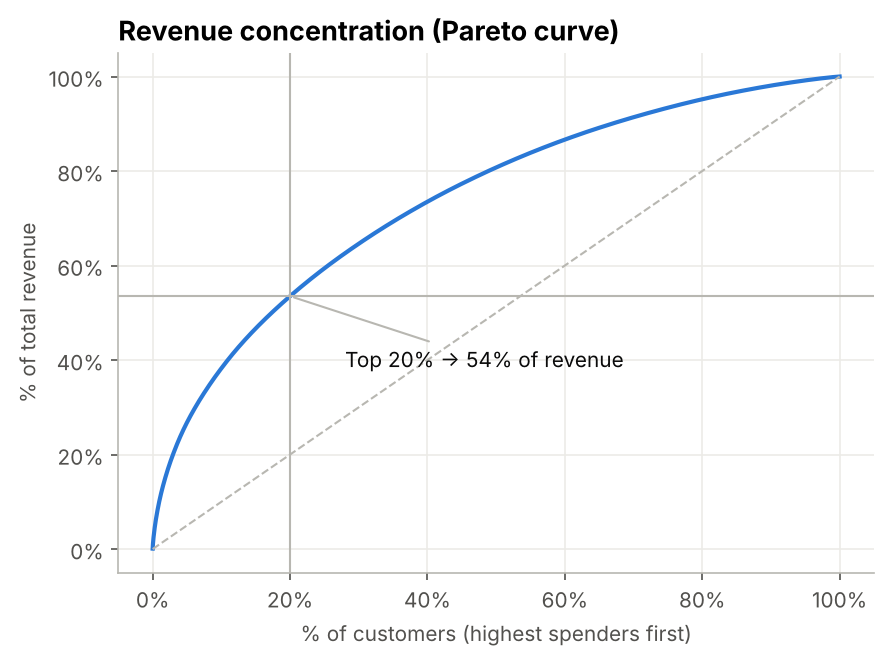 Revenue concentration (Pareto curve)
100%
80%
60%
40%
20%
0%
% of total revenue
Top 20% → 54% of revenue
0% 20% 40% 60% 80% 100%
% of customers (highest spenders first)